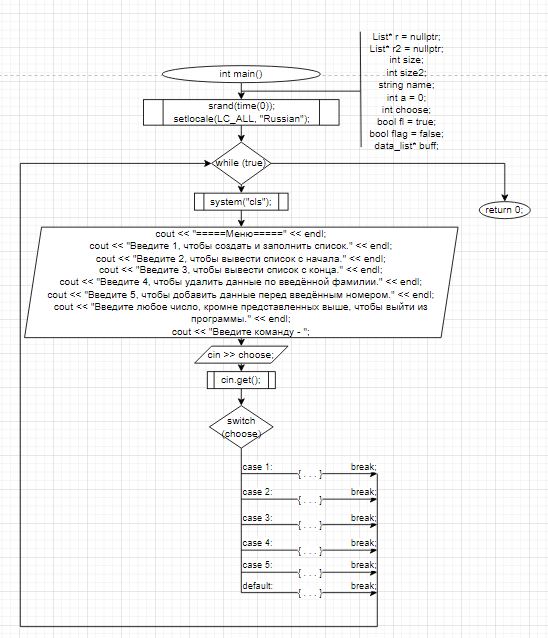 List* r = nullptr;
List* r2 = nullptr;
int size;
int size2;
string name;
int a = 0;
int choose;
bool fl = true;
bool flag = false;
data_list* buff;
int main()
srand(time(0));
setlocale(LC_ALL, "Russian");
while (true)
system("cls");
return 0;
cout << "=====Меню=====" << endl;
cout << "Введите 1, чтобы создать и заполнить список." << endl;
cout << "Введите 2, чтобы вывести список с начала." << endl;
cout << "Введите 3, чтобы вывести список с конца." << endl;
cout << "Введите 4, чтобы удалить данные по введённой фамилии." << endl;
cout << "Введите 5, чтобы добавить данные перед введённым номером." << endl;
cout << "Введите любое число, кромне представленных выше, чтобы выйти из
программы." << endl;
cout << "Введите команду - ";
cin >> choose;
cin.get();
switch
(choose)
case 1: { . . . } break;
case 2: { . . . } break;
case 3: { . . . } break;
case 4: { . . . } break;
case 5: { . . . } break;
default: { . . . } break;